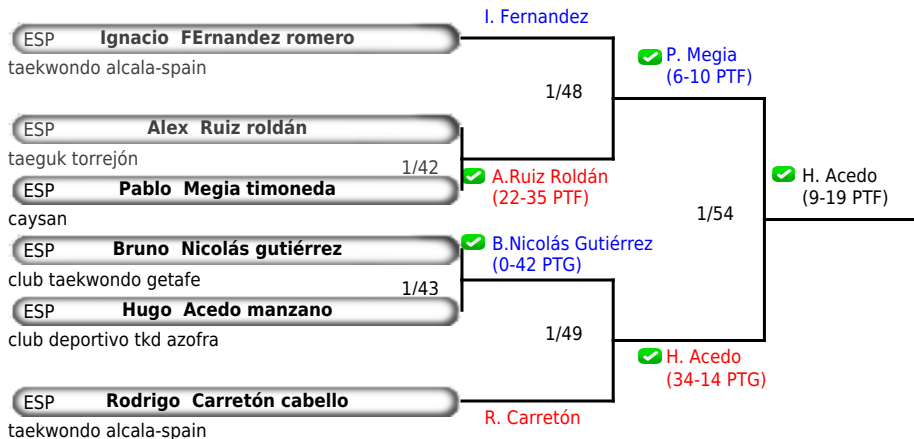 I. Fernandez
ESP Ignacio FErnandez romero
taekwondo alcala-spain
P. Megia
(6-10 PTF)
1/48
ESP Alex Ruiz roldán
taeguk torrejón
1/42
A.Ruiz Roldán
(22-35 PTF)
ESP Pablo Megia timoneda
caysan
H. Acedo
(9-19 PTF)
1/54
ESP Bruno Nicolás gutiérrez
club taekwondo getafe
B.Nicolás Gutiérrez
(0-42 PTG)
1/43
ESP Hugo Acedo manzano
club deportivo tkd azofra
1/49
H. Acedo
(34-14 PTG)
ESP Rodrigo Carretón cabello
taekwondo alcala-spain
R. Carretón